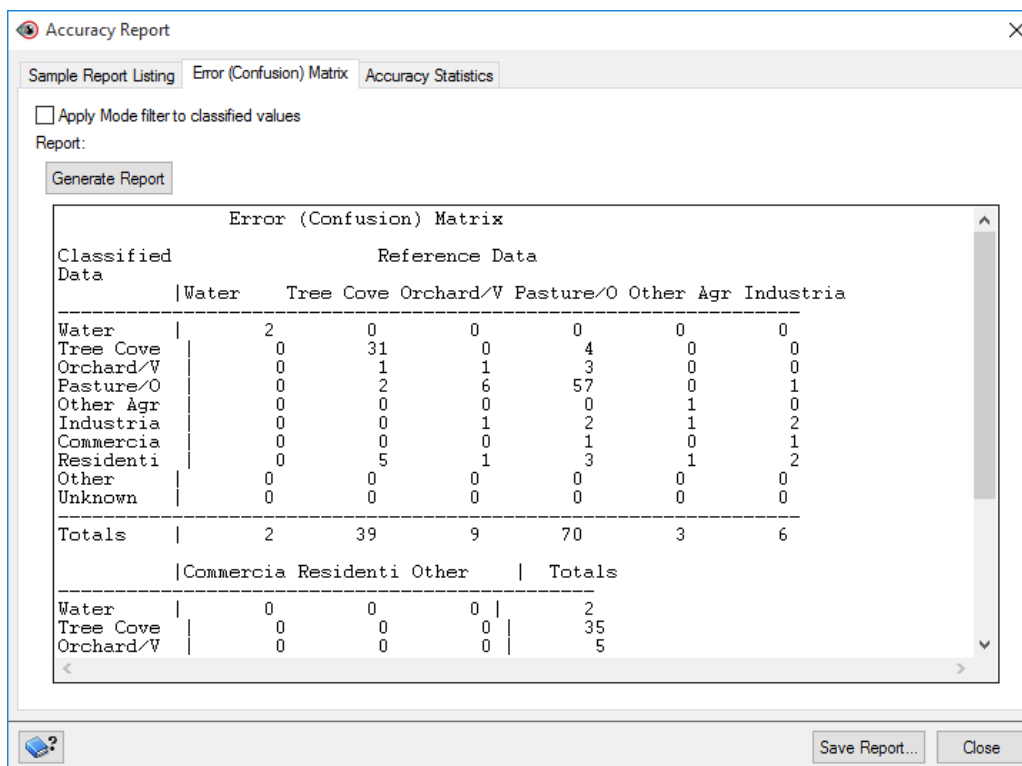 Accuracy Report
Sample Report Listing Error (Confusion) Matrix Accuracy Statistics
Apply Mode filter to classified values
Report:
Generate Report
Error (Confusion) Matrix
Classified Reference Data
Data
|Water Tree Cove Orchard/V Pasture/O Other Agr Industria
----------
Water | 2 0 0 0 0 0
Tree Cove | 0 31 0 4 0 0
Orchard/V | 0 1 1 3 0 0
Pasture/O | 0 2 6 57 0 1
Other Agr | 0 0 0 0 1 0
Industria | 0 0 1 2 1 2
Commercia | 0 0 0 1 0 1
Residenti | 0 5 1 3 1 2
Other | 0 0 0 0 0 0
Unknown | 0 0 0 0 0 0
----------
Totals | 2 39 9 70 3 6
|Commercia Residenti Other | Totals
----------
Water | 0 0 0 | 2
Tree Cove | 0 0 0 | 35
Orchard/V | 0 0 0 | 5
?
Save Report... Close